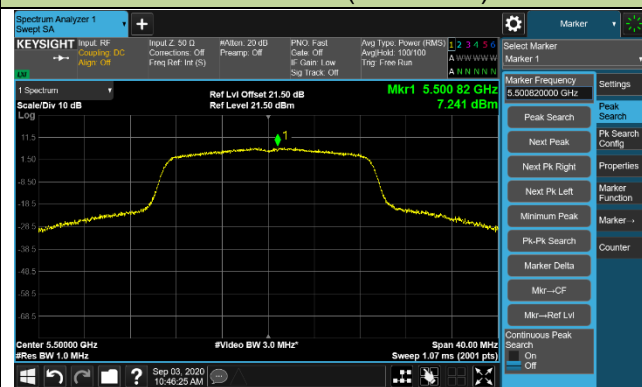 Spectrum Analyzer 1
Swept SA
Marker
KEYSIGHT
Input: RF
Coupling: DC
Align: Off
Input Z: 50 Ω
Corrections: Off
Freq Ref: Int (S)
#Atten: 20 dB
Preamp: Off
PNO: Fast
Gate: Off
IF Gain: Low
Sig Track: Off
Avg Type: Power (RMS)
Avg|Hold: 100/100
Trig: Free Run
1 2 3 4 5 6
A WW WW W
A N N N N N
LNI
Select Marker
Marker 1
1 Spectrum
Scale/Div 10 dB
Log
Ref Lvl Offset 21.50 dB
Ref Level 21.50 dBm
Mkr1 5.500 82 GHz
7.241 dBm
11.5
1.50
-8.50
-18.5
-28.5
-38.5
-48.5
-58.5
-68.5
1
Center 5.50000 GHz
#Res BW 1.0 MHz
#Video BW 3.0 MHz*
Span 40.00 MHz
Sweep 1.07 ms (2001 pts)
Marker Frequency
5.500820000 GHz
Peak Search
Next Peak
Next Pk Right
Next Pk Left
Minimum Peak
Pk-Pk Search
Marker Delta
Mkr→CF
Mkr→Ref Lvl
Continuous Peak
Search
On
Off
Settings
Peak
Search
Pk Search
Config
Properties
Marker
Function
Marker→
Counter
Sep 03, 2020
10:46:25 AM